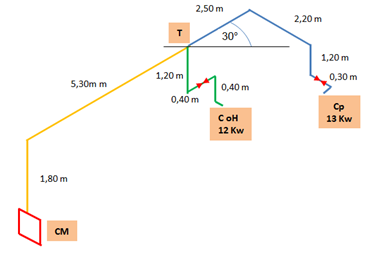 2,50 m
2,20 m
T
30°
1,20 m
5,30m m
1,20 m
0,40 m
0,30 m
0,40 m
Cp
13 Kw
C oH
12 Kw
1,80 m
CM